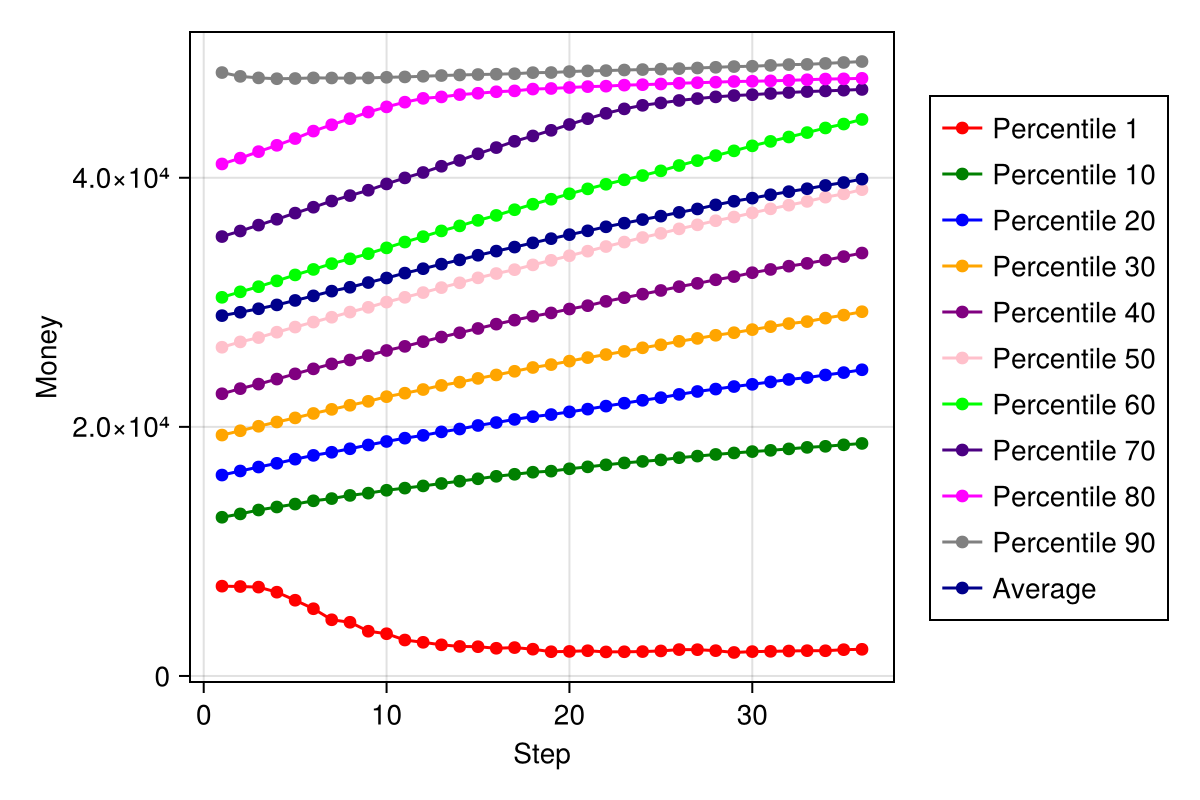 Money
4.0×10⁴
2.0×10⁴
0
0 10 20 30
Step
Percentile 1
Percentile 10
Percentile 20
Percentile 30
Percentile 40
Percentile 50
Percentile 60
Percentile 70
Percentile 80
Percentile 90
Average